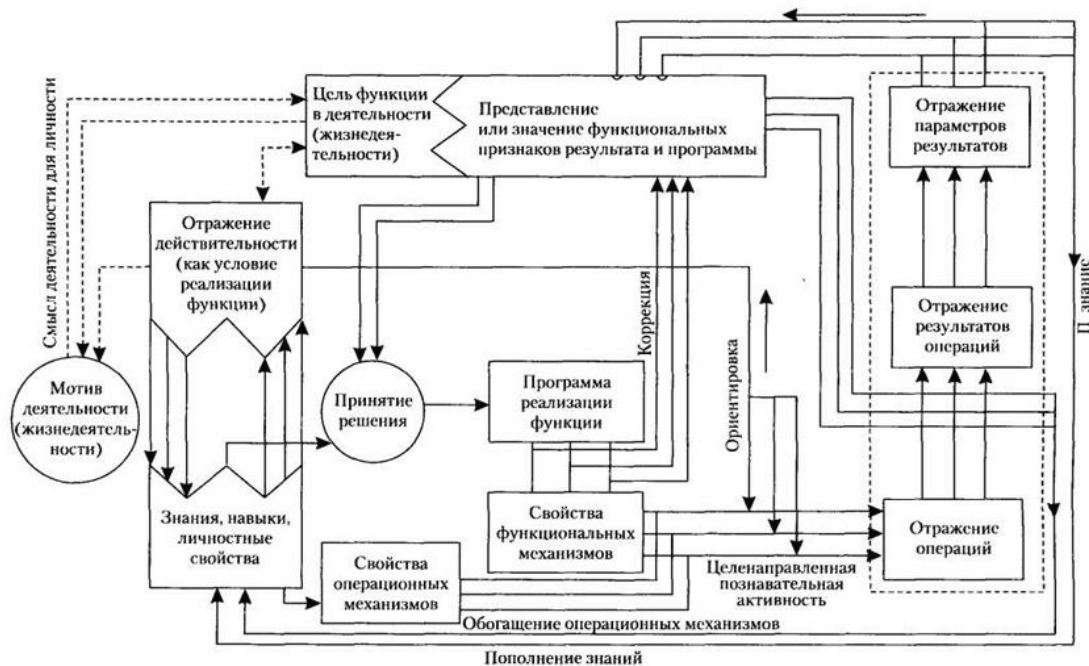 Смысл деятельности для личности
Цель функции
в деятельности
(жизнедея-
тельности)
Представление
или значение функциональных
признаков результата и программы
Отражение
параметров
результатов
Отражение
действительности
(как условие
реализации
функции)
Коррекция
Ориентировка
Отражение
результатов
операций
П. знание
Мотив
деятельности
(жизнедеятель-
ности)
Принятие
решения
Программа
реализации
функции
Знания, навыки,
личностные
свойства
Свойства
операционных
механизмов
Свойства
функциональных
механизмов
Отражение
операций
Целенаправленная
познавательная
активность
Обогащение операционных механизмов
Пополнение знаний